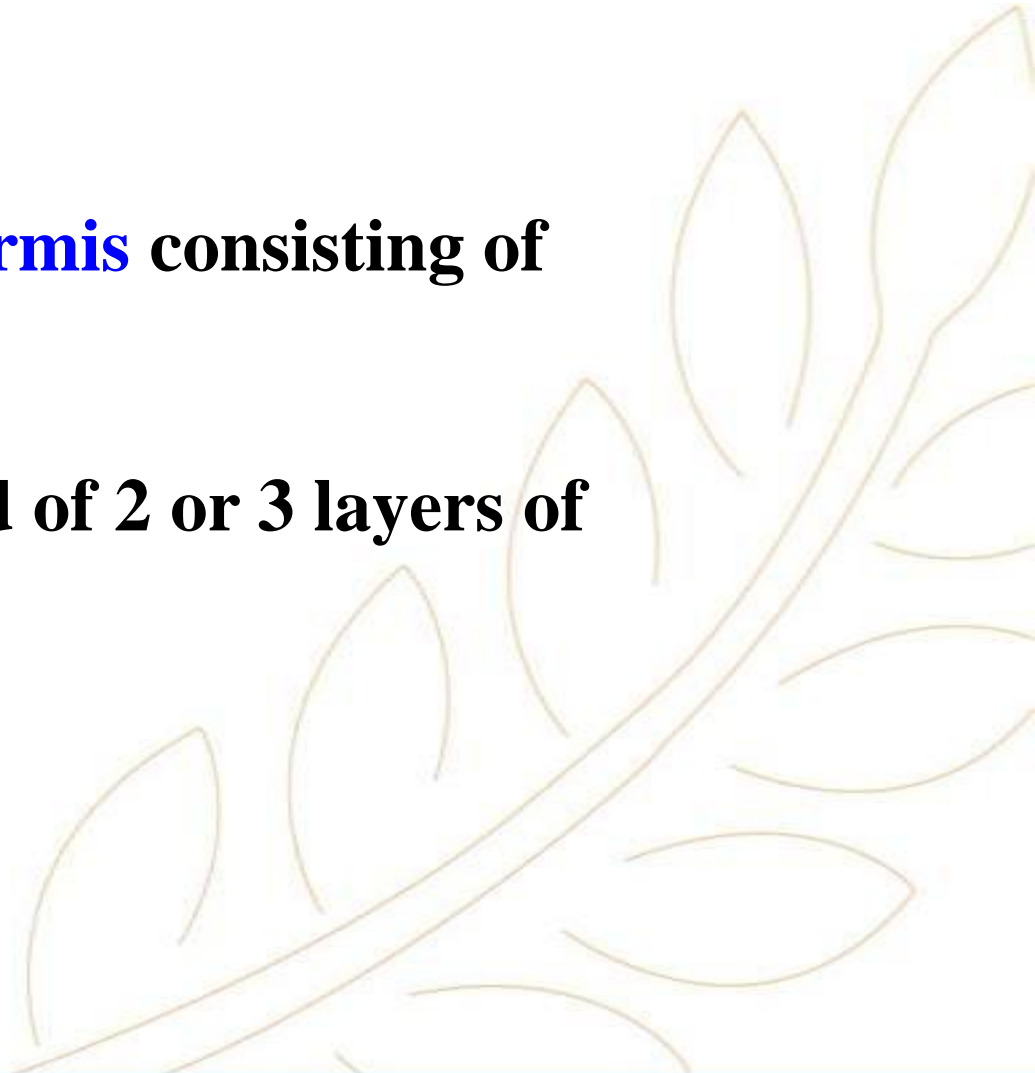 rmis consisting of
of 2 or 3 layers of